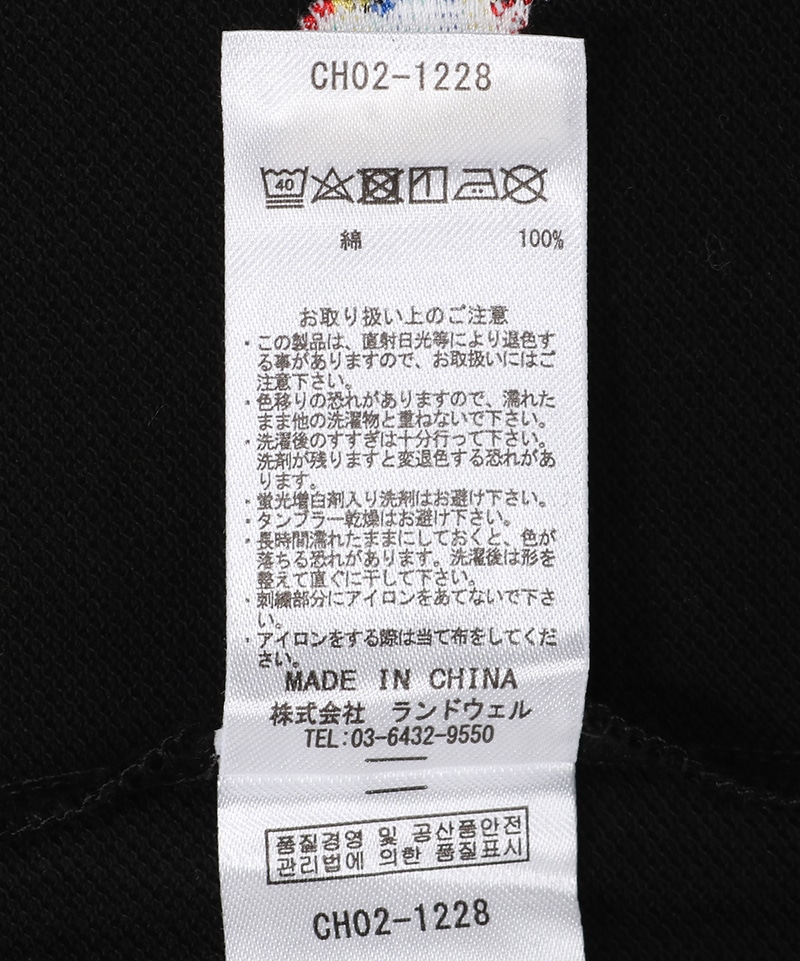 CH02-1228
40
綿 100%
お取り扱い上のご注意
・この製品は、直射日光等により退色す
る事がありますので、お取扱いにはご
注意下さい。
・色移りの恐れがありますので、濡れた
まま他の洗濯物と重ねないで下さい。
・洗濯後のすすぎは十分行って下さい。
洗剤が残りますと変退色する恐れがあ
ります。
・蛍光増白剤入り洗剤はお避け下さい。
・タンブラー乾燥はお避け下さい。
・長時間濡れたままにしておくと、色が
落ちる恐れがあります。洗濯後は形を
整えて直ぐに干して下さい。
・刺繍部分にアイロンをあてないで下さ
い。
・アイロンをする際は当て布をしてくだ
さい。
MADE IN CHINA
株式会社 ランドウェル
TEL:03-6432-9550
품질경영 및 공산품안전
관리법에 의한 품질표시
CH02-1228